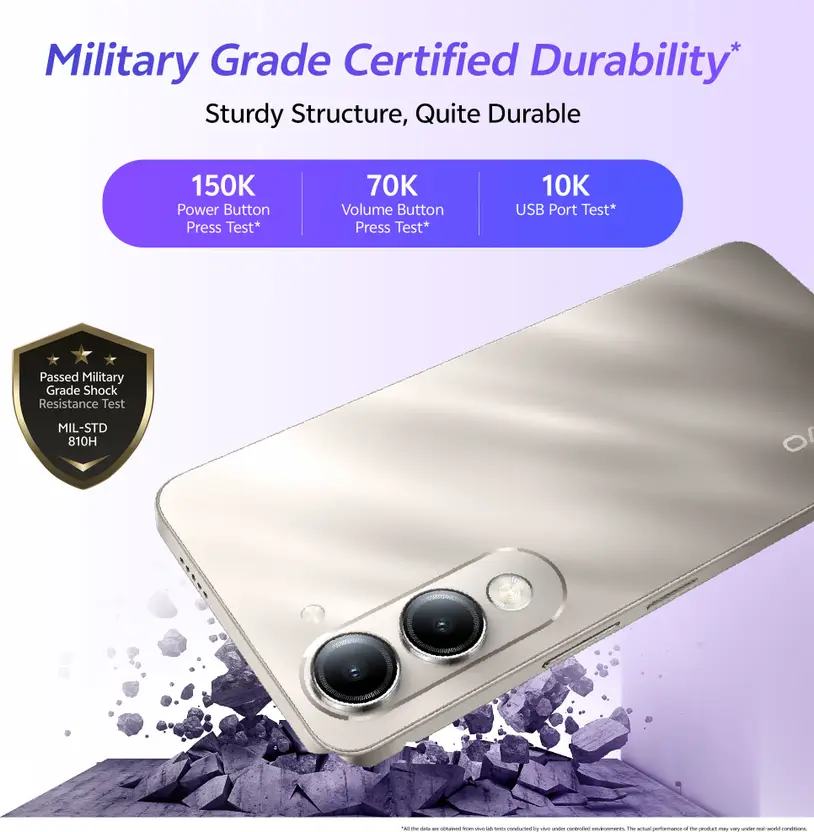 Military Grade Certified Durability*
Sturdy Structure, Quite Durable
150K
Power Button
Press Test*
70K
Volume Button
Press Test*
10K
USB Port Test*
Passed Military
Grade Shock
Resistance Test
MIL-STD
810H
*All the data are obtained from vivo lab tests conducted by vivo under controlled environments. The actual performance of the product may vary under real-world conditions.